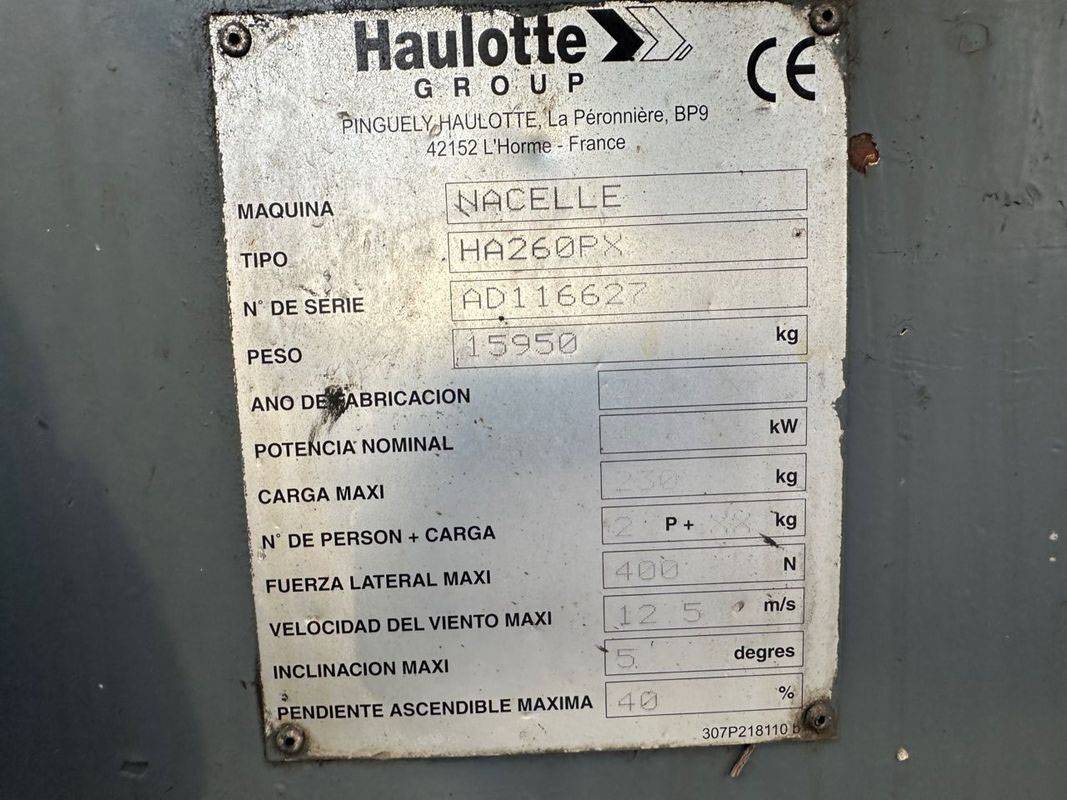 Haulotte
GROUP
CE
PINGUELY HAULOTTE, La Péronnière, BP9
42152 L'Horme - France
MAQUINA NACELLE
TIPO HA260PX
N° DE SERIE AD116627
PESO 15950 kg
ANO DE FABRICACION
POTENCIA NOMINAL kW
CARGA MAXI 230 kg
N° DE PERSON + CARGA 2 P + XX kg
FUERZA LATERAL MAXI 400 N
VELOCIDAD DEL VIENTO MAXI 12 5 m/s
INCLINACION MAXI 5 degres
PENDIENTE ASCENDIBLE MAXIMA 40 %
307P218110 b